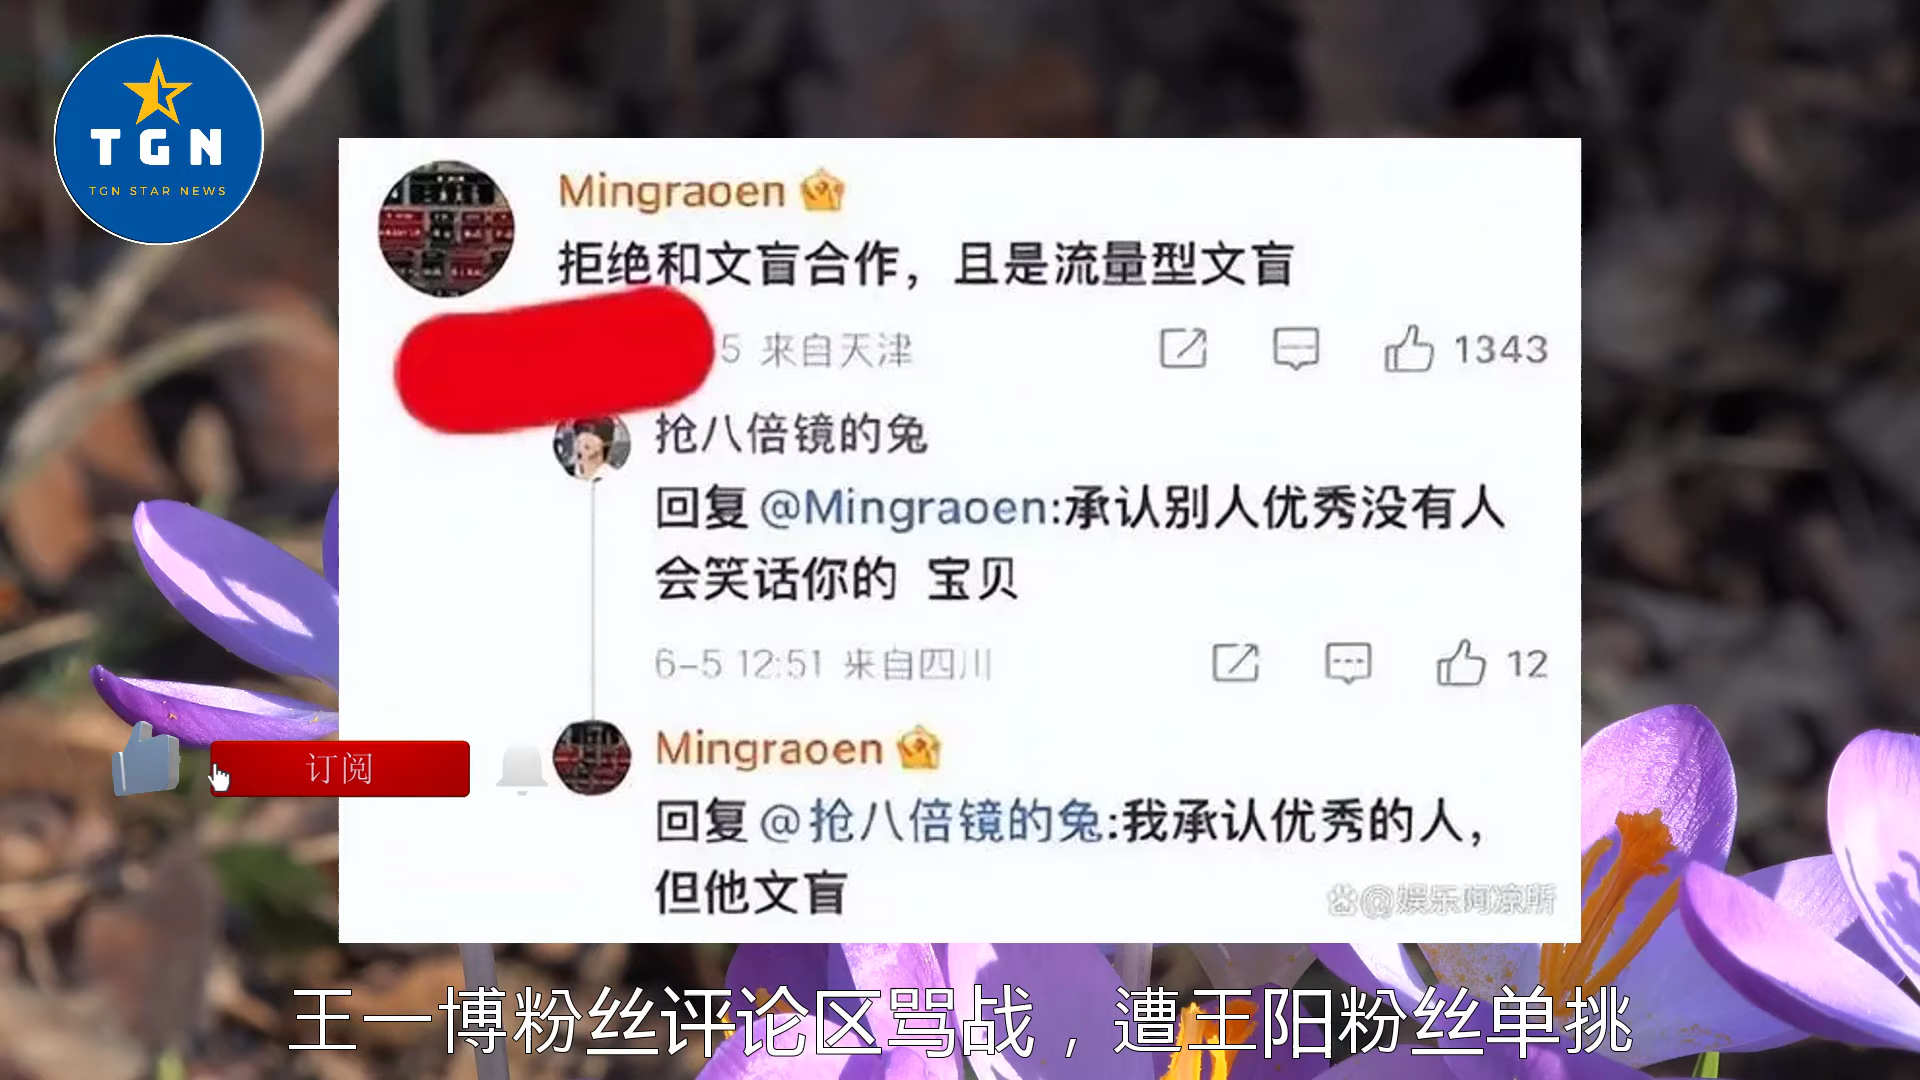 TGN
TGN STAR NEWS
Mingraoen
拒绝和文盲合作，且是流量型文盲
5 来自天津
1343
抢八倍镜的兔
回复@Mingraoen:承认别人优秀没有人
会笑话你的 宝贝
6-5 12:51 来自四川
12
Mingraoen
订阅
回复@抢八倍镜的兔:我承认优秀的人，
但他文盲
@娱乐阿凉所
王一博粉丝评论区骂战，遭王阳粉丝单挑